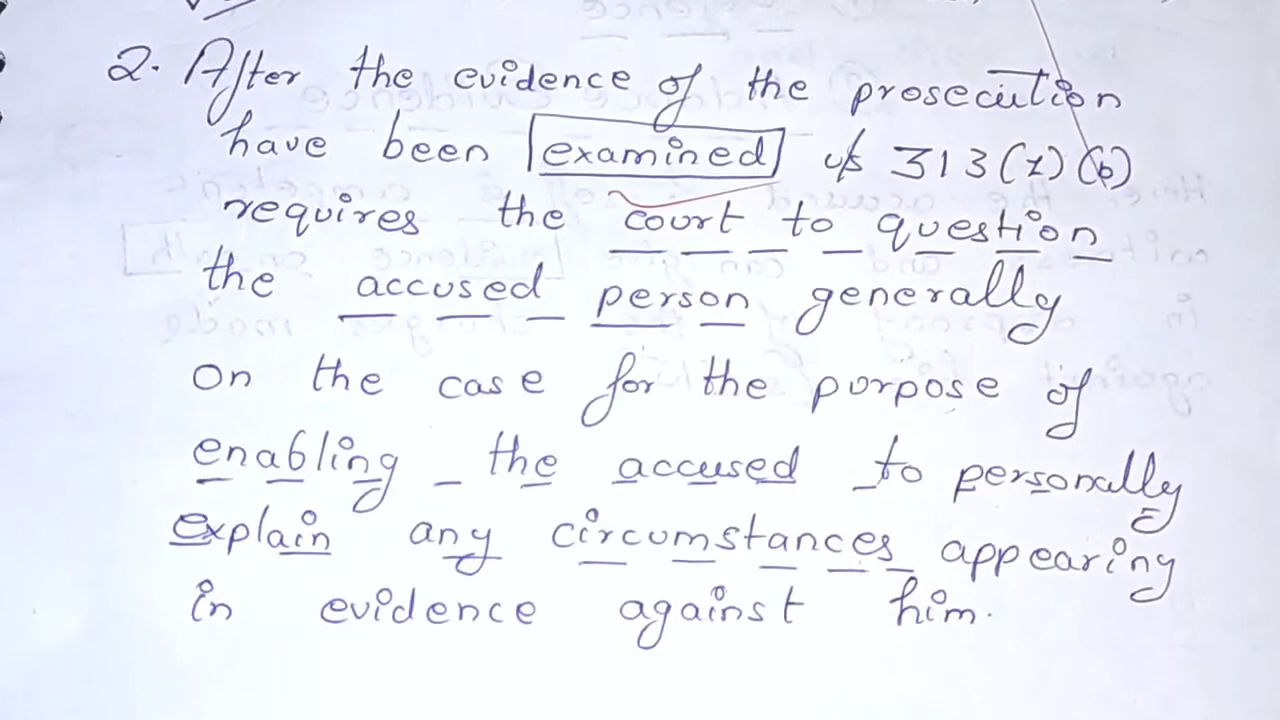 2. After the evidence of the prosecution
have been examined u/s 313(1)(b)
requires the court to question
the accused person generally
on the case for the purpose of
enabling the accused to personally
explain any circumstances appearing
in evidence against him.